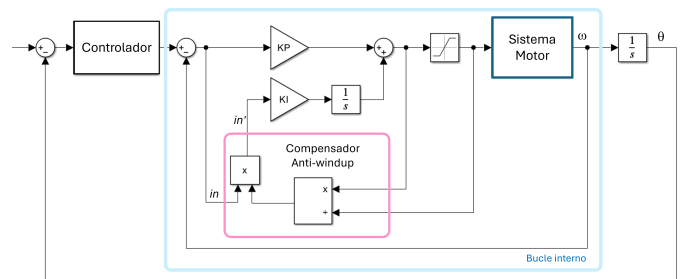 Controlador
+
-
+
-
KP
+
+
Sistema
Motor
ω
1
s
θ
KI
1
s
in'
Compensador
Anti-windup
x
in
x
÷
Bucle interno